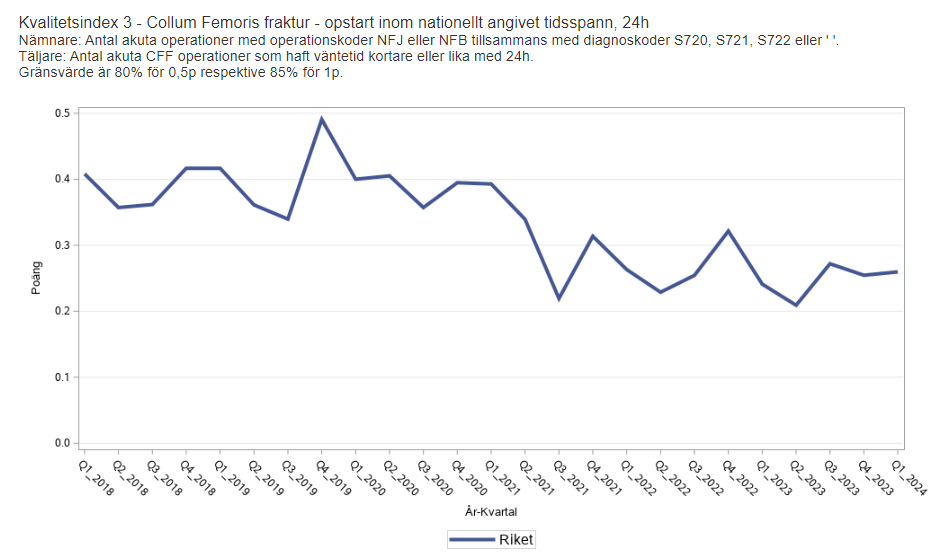 Kvalitetsindex 3 - Collum Femoris fraktur - opstart inom nationellt angivet tidsspann, 24h
Nämnare: Antal akuta operationer med operationskoder NFJ eller NFB tillsammans med diagnoskoder S720, S721, S722 eller ' '.
Täljare: Antal akuta CFF operationer som haft väntetid kortare eller lika med 24h.
Gränsvärde är 80% för 0,5p respektive 85% för 1p.
0.5
0.4
0.3
0.2
0.1
0.0
Poäng
Q1_2018
Q2_2018
Q3_2018
Q4_2018
Q1_2019
Q2_2019
Q3_2019
Q4_2019
Q1_2020
Q2_2020
Q3_2020
Q4_2020
Q1_2021
Q2_2021
Q3_2021
Q4_2021
Q1_2022
Q2_2022
Q3_2022
Q4_2022
Q1_2023
Q2_2023
Q3_2023
Q4_2023
Q1_2024
År-Kvartal
Riket